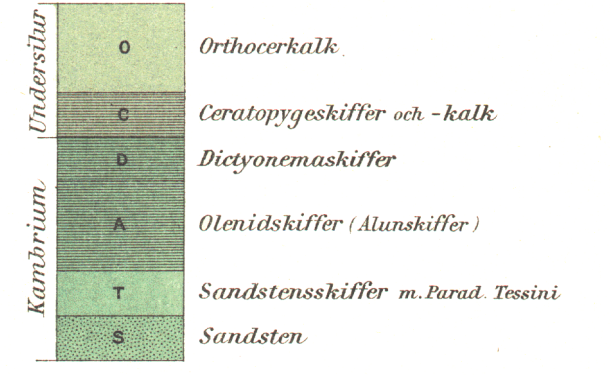 Undersilur
O Orthocerkalk.
C Ceratopygeskiffer och -kalk
Kambrium
D Dictyonemaskiffer
A Olenidskiffer (Alunskiffer)
T Sandstensskiffer m. Parad. Tessini
S Sandsten